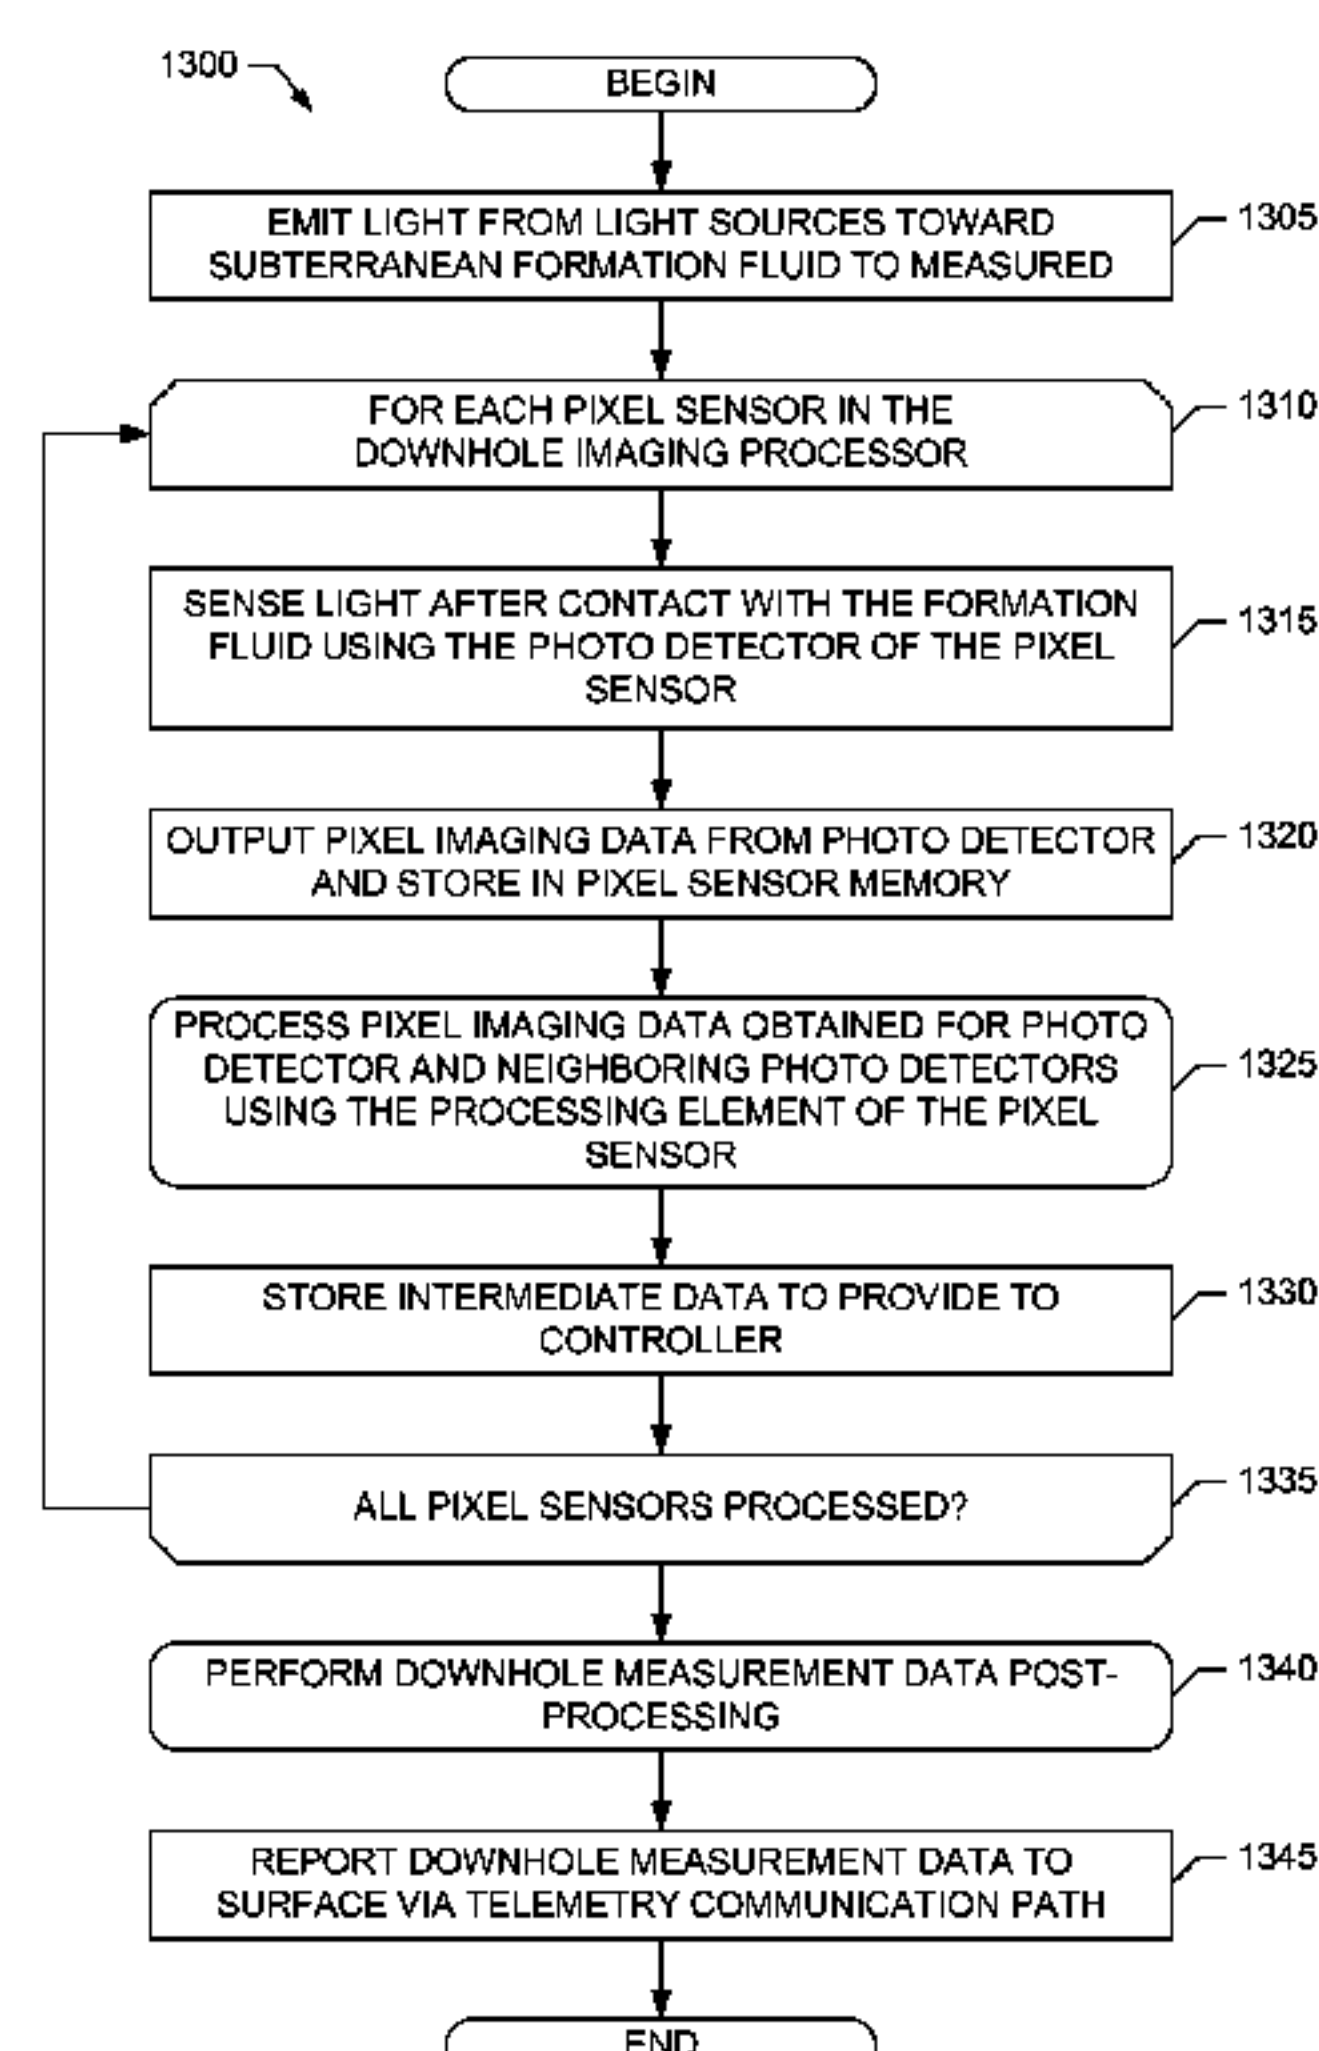 1300
BEGIN
EMIT LIGHT FROM LIGHT SOURCES TOWARD
SUBTERRANEAN FORMATION FLUID TO MEASURED
1305
FOR EACH PIXEL SENSOR IN THE
DOWNHOLE IMAGING PROCESSOR
1310
SENSE LIGHT AFTER CONTACT WITH THE FORMATION
FLUID USING THE PHOTO DETECTOR OF THE PIXEL
SENSOR
1315
OUTPUT PIXEL IMAGING DATA FROM PHOTO DETECTOR
AND STORE IN PIXEL SENSOR MEMORY
1320
PROCESS PIXEL IMAGING DATA OBTAINED FOR PHOTO
DETECTOR AND NEIGHBORING PHOTO DETECTORS
USING THE PROCESSING ELEMENT OF THE PIXEL
SENSOR
1325
STORE INTERMEDIATE DATA TO PROVIDE TO
CONTROLLER
1330
ALL PIXEL SENSORS PROCESSED?
1335
PERFORM DOWNHOLE MEASUREMENT DATA POST-
PROCESSING
1340
REPORT DOWNHOLE MEASUREMENT DATA TO
SURFACE VIA TELEMETRY COMMUNICATION PATH
1345
END